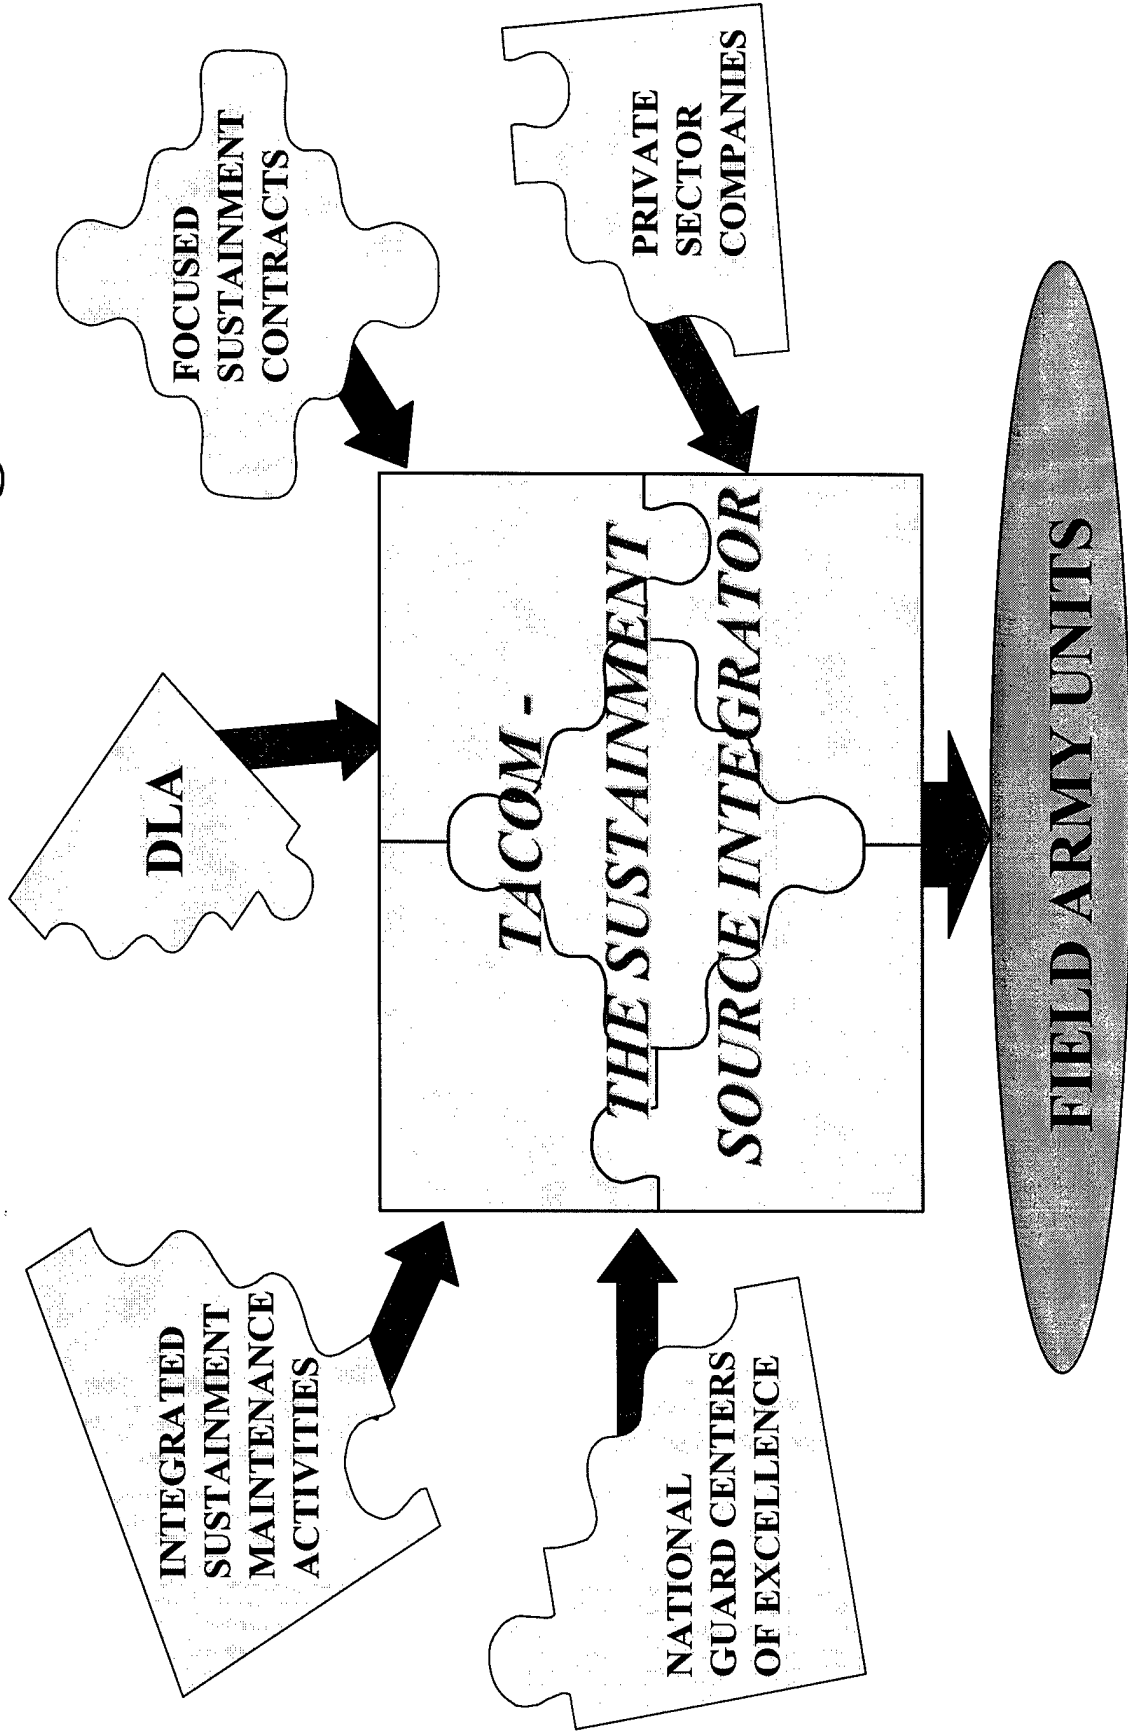 INTEGRATED
SUSTAINMENT
MAINTENANCE
ACTIVITIES
DLA
FOCUSED
SUSTAINMENT
CONTRACTS
NATIONAL
GUARD CENTERS
OF EXCELLENCE
TACOM -
THE SUSTAINMENT
SOURCE INTEGRATOR
PRIVATE
SECTOR
COMPANIES
FIELD ARMY UNITS